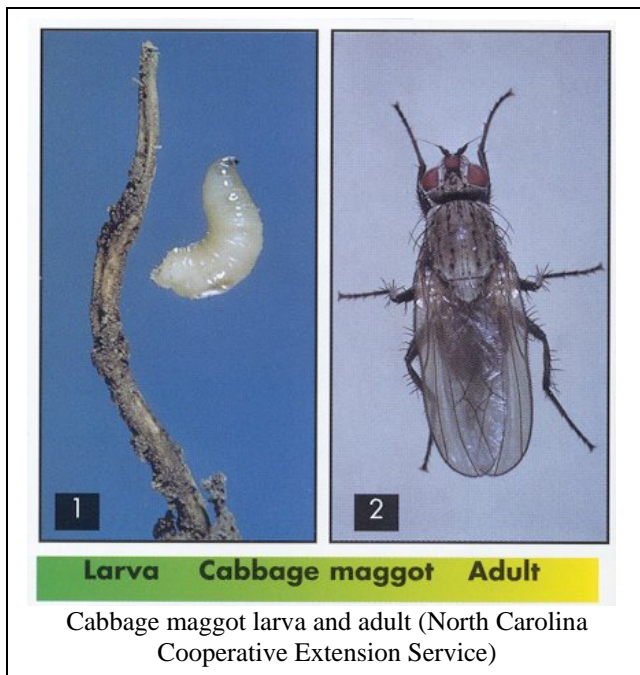 1
2
Larva Cabbage maggot Adult
Cabbage maggot larva and adult (North Carolina
Cooperative Extension Service)